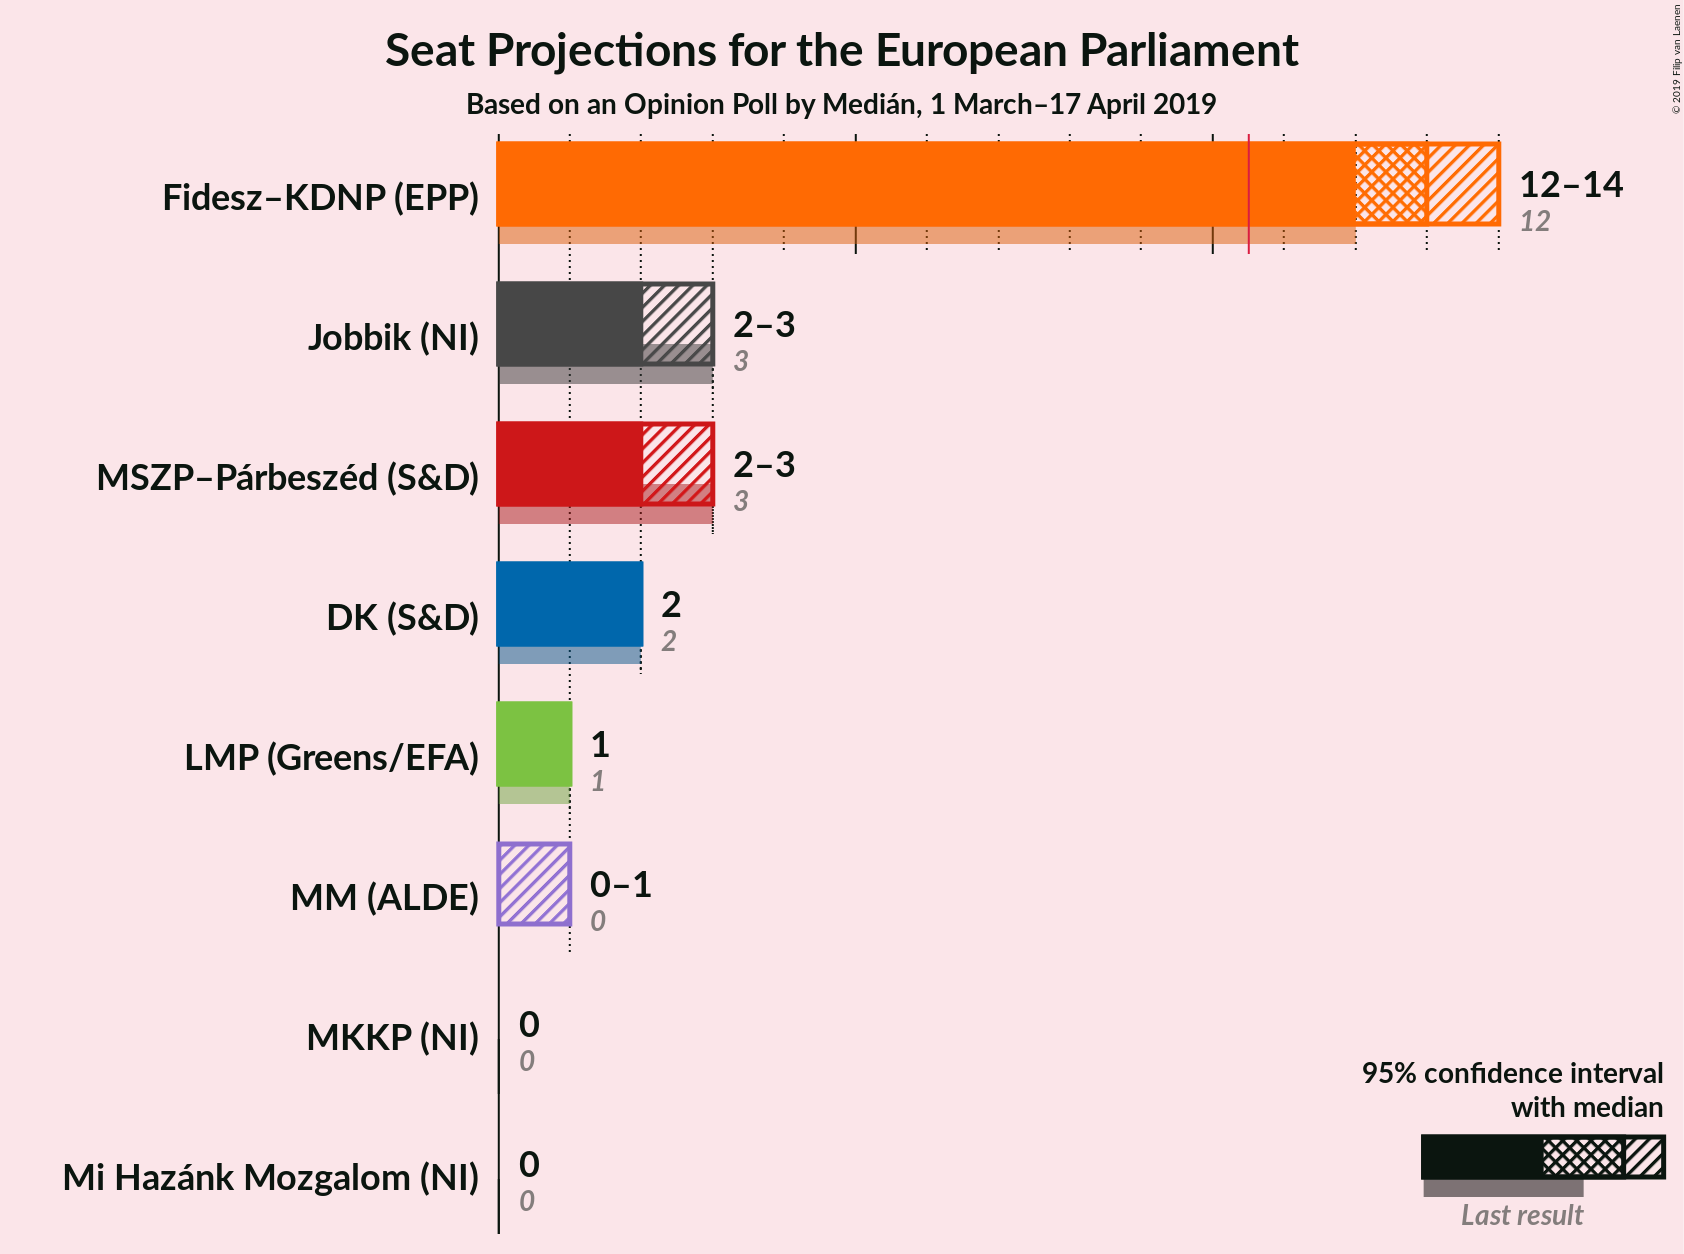 Seat Projections for the European Parliament
Based on an Opinion Poll by Medián, 1 March–17 April 2019
© 2019 Filip van Laenen
Fidesz–KDNP (EPP)
12–14
12
Jobbik (NI)
2–3
3
MSZP–Párbeszéd (S&D)
2–3
3
DK (S&D)
2
2
LMP (Greens/EFA)
1
1
MM (ALDE)
0–1
0
MKKP (NI)
0
0
Mi Hazánk Mozgalom (NI)
0
0
95% confidence interval
with median
Last result